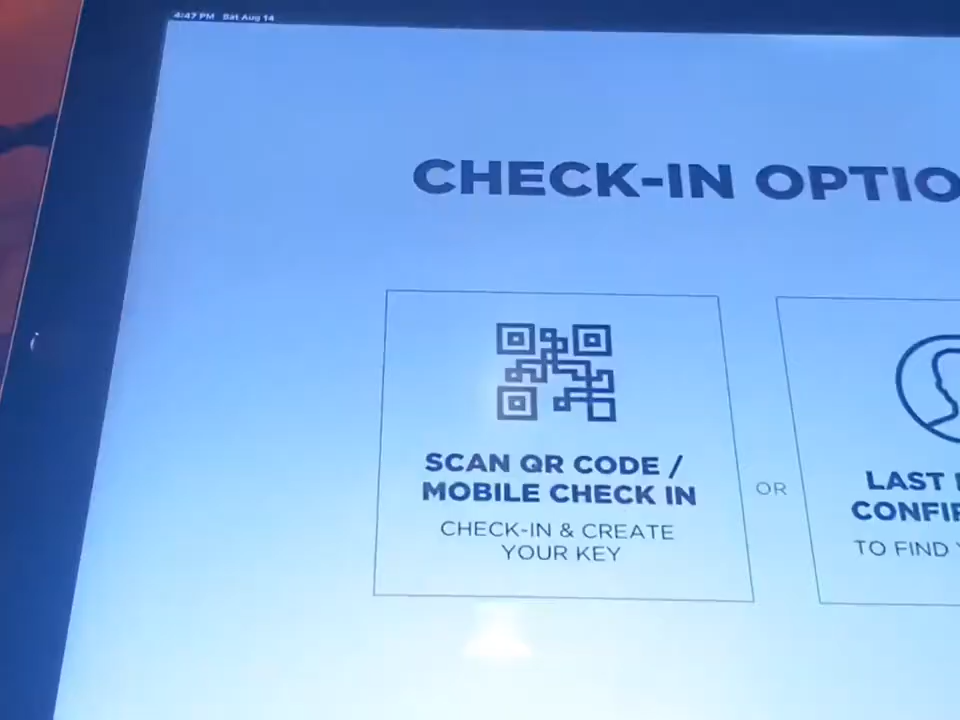 4:47 PM Sat Aug 14
CHECK-IN OPTIO
SCAN QR CODE /
MOBILE CHECK IN
CHECK-IN & CREATE
YOUR KEY
OR
LAST
CONFI
TO FIND